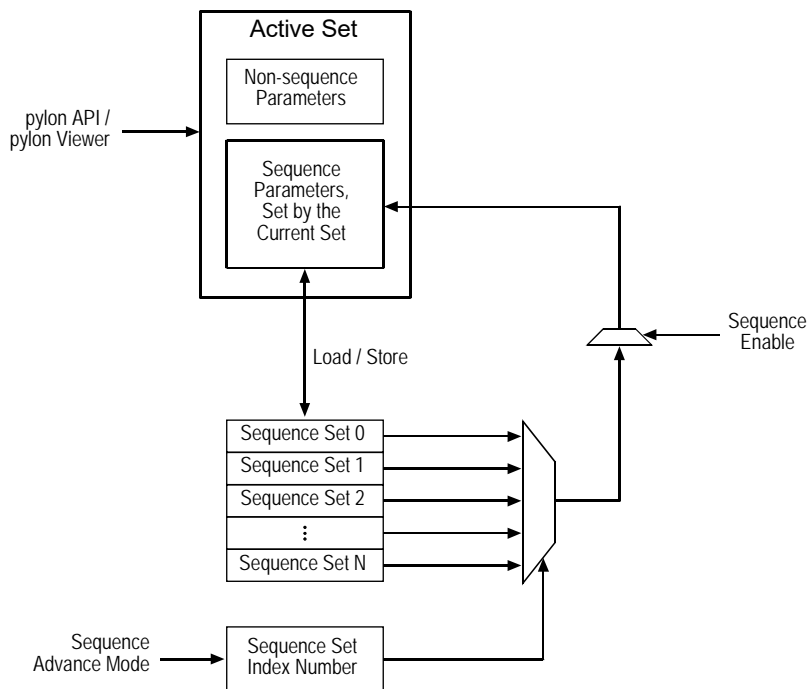 Active Set
Non-sequence
Parameters
pylon API /
pylon Viewer
Sequence
Parameters,
Set by the
Current Set
Sequence
Enable
Load / Store
Sequence Set 0
Sequence Set 1
Sequence Set 2
⋮
Sequence Set N
Sequence
Advance Mode
Sequence Set
Index Number